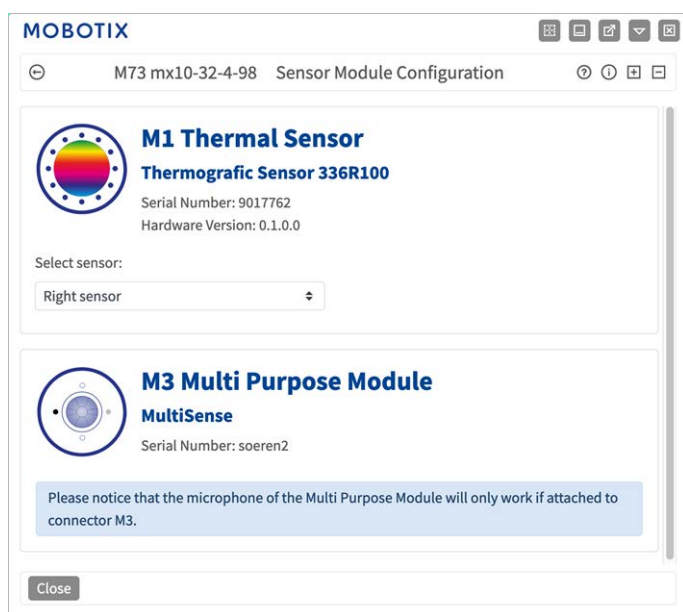 MOBOTIX
M73 mx10-32-4-98 Sensor Module Configuration
M1 Thermal Sensor
Thermografic Sensor 336R100
Serial Number: 9017762
Hardware Version: 0.1.0.0
Select sensor:
Right sensor
M3 Multi Purpose Module
MultiSense
Serial Number: soeren2
Please notice that the microphone of the Multi Purpose Module will only work if attached to
connector M3.
Close